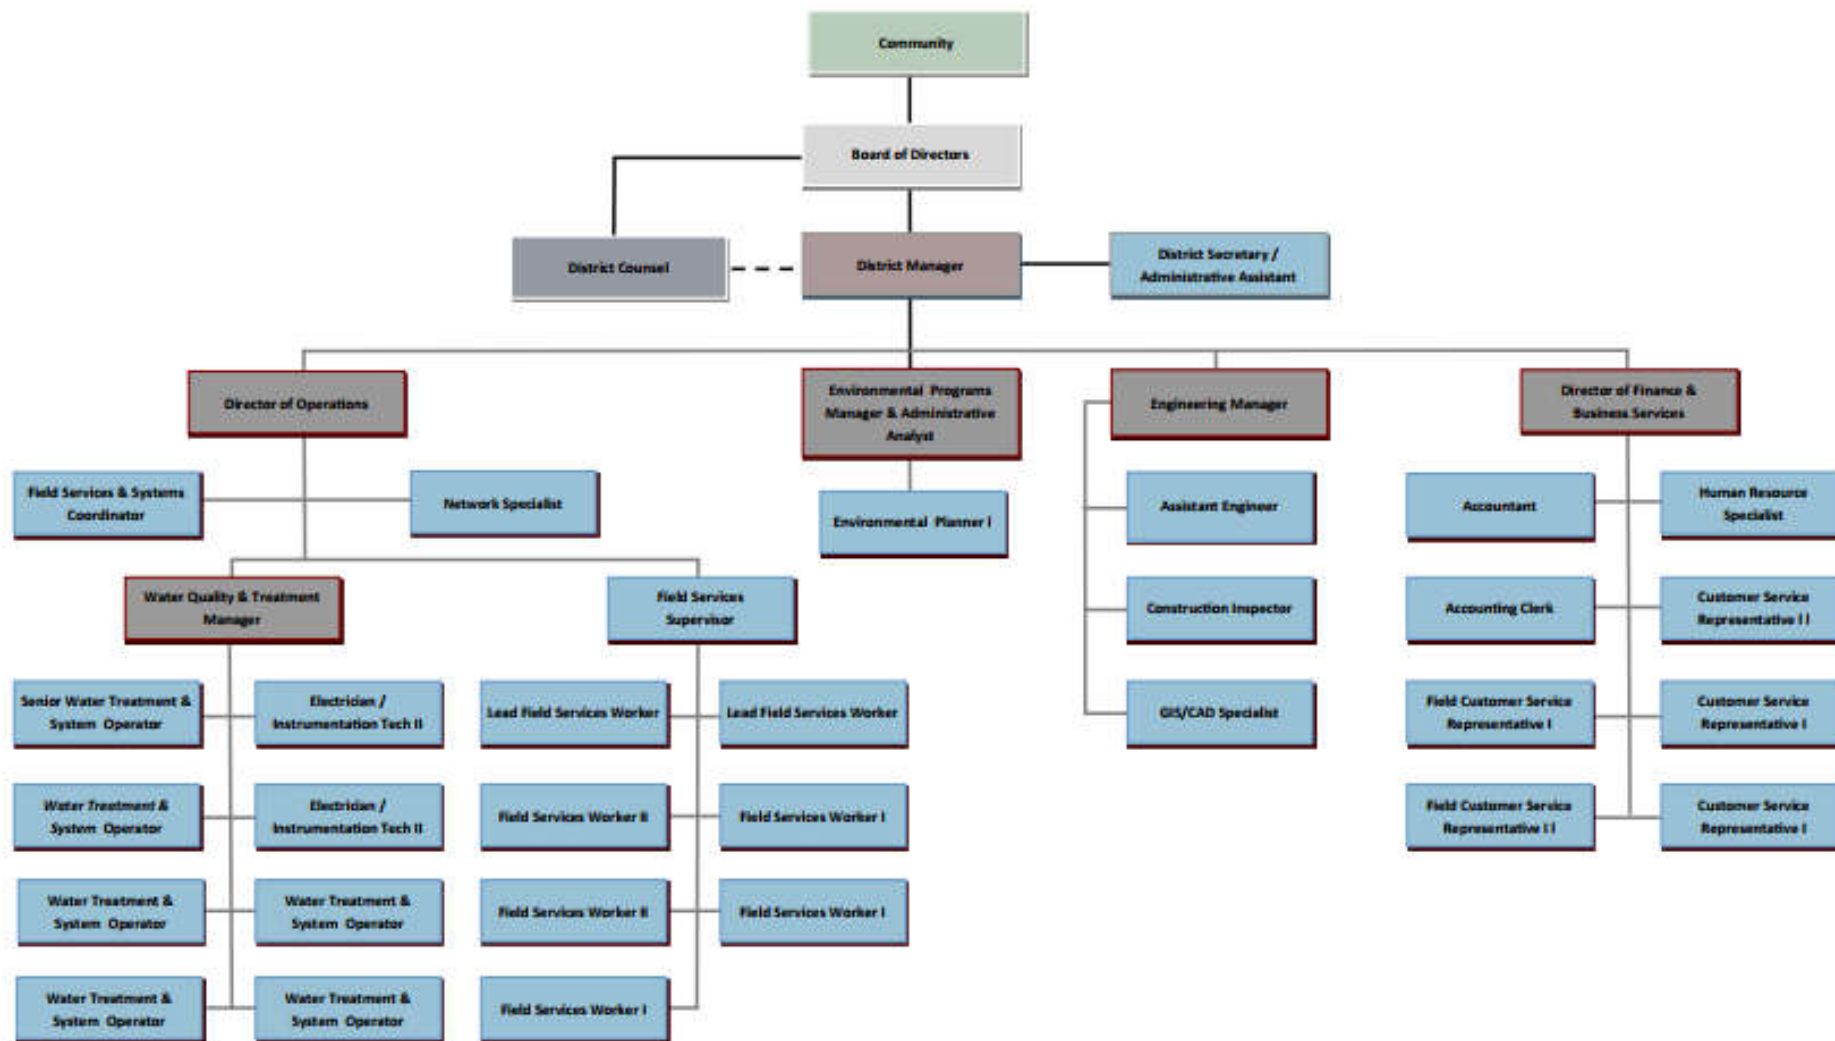 Community
Board of Directors
District Counsel
District Manager
District Secretary /
Administrative Assistant
Director of Operations
Environmental Programs
Manager & Administrative
Analyst
Engineering Manager
Director of Finance &
Business Services
Field Services & Systems
Coordinator
Network Specialist
Environmental Planner I
Assistant Engineer
Accountant
Human Resource
Specialist
Water Quality & Treatment
Manager
Field Services
Supervisor
Construction Inspector
Accounting Clerk
Customer Service
Representative I I
Senior Water Treatment &
System Operator
Electrician /
Instrumentation Tech II
Lead Field Services Worker
Lead Field Services Worker
GIS/CAD Specialist
Field Customer Service
Representative I
Customer Service
Representative I
Water Treatment &
System Operator
Electrician /
Instrumentation Tech II
Field Services Worker II
Field Services Worker I
Field Customer Service
Representative I I
Customer Service
Representative I
Water Treatment &
System Operator
Water Treatment &
System Operator
Field Services Worker II
Field Services Worker I
Water Treatment &
System Operator
Water Treatment &
System Operator
Field Services Worker I